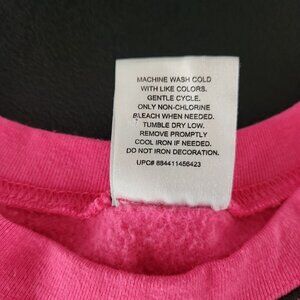 MACHINE WASH COLD
WITH LIKE COLORS.
GENTLE CYCLE.
ONLY NON-CHLORINE
BLEACH WHEN NEEDED.
TUMBLE DRY LOW.
REMOVE PROMPTLY
COOL IRON IF NEEDED.
DO NOT IRON DECORATION.
UPC# 884411456423